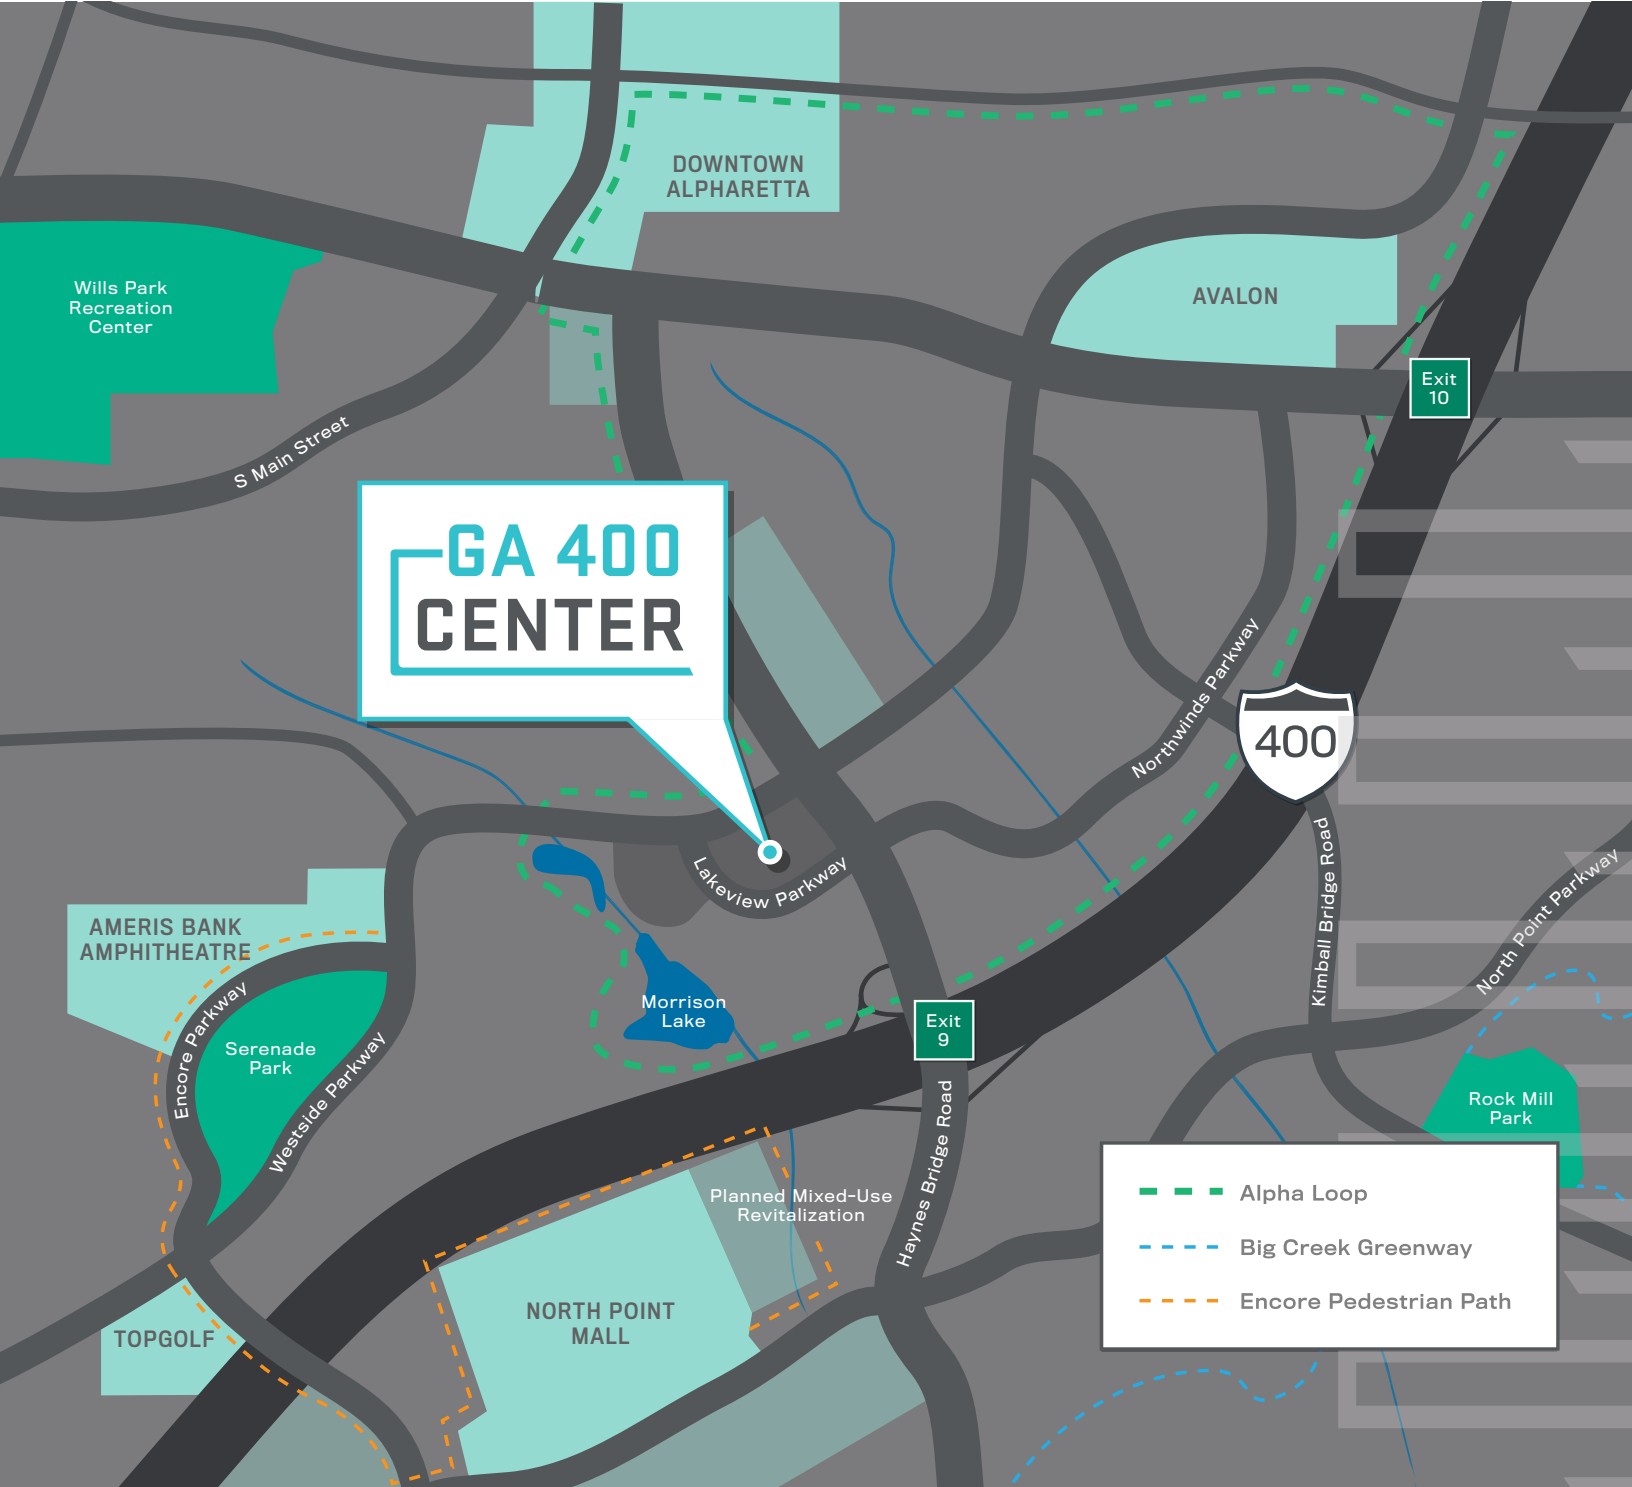 DOWNTOWN
ALPHARETTA
Wills Park
Recreation
Center
AVALON
Exit
10
S Main Street
GA 400
CENTER
Northwinds Parkway
400
Lakeview Parkway
Kimball Bridge Road
North Point Parkway
AMERIS BANK
AMPHITHEATRE
Encore Parkway
Serenade
Park
Westside Parkway
Morrison
Lake
Exit
9
Haynes Bridge Road
Rock Mill
Park
Planned Mixed-Use
Revitalization
NORTH POINT
MALL
TOPGOLF
Alpha Loop
Big Creek Greenway
Encore Pedestrian Path